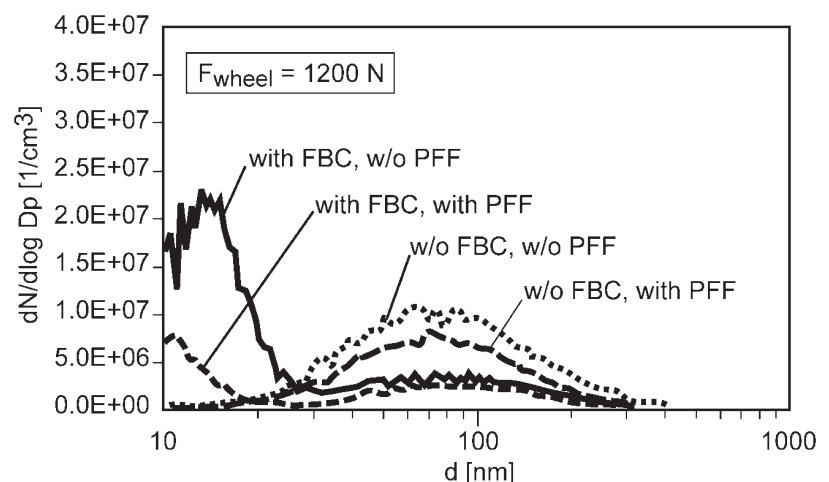 4.0E+07
3.5E+07
3.0E+07
2.5E+07
2.0E+07
1.5E+07
1.0E+07
5.0E+06
0.0E+00
dN/dlog Dp [1/cm3]
Fwheel = 1200 N
with FBC, w/o PFF
with FBC, with PFF
w/o FBC, w/o PFF
w/o FBC, with PFF
10 100 1000
d [nm]